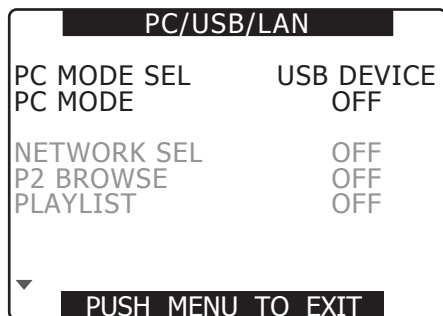 PC/USB/LAN
PC MODE SEL USB DEVICE
PC MODE OFF
NETWORK SEL OFF
P2 BROWSE OFF
PLAYLIST OFF
PUSH MENU TO EXIT